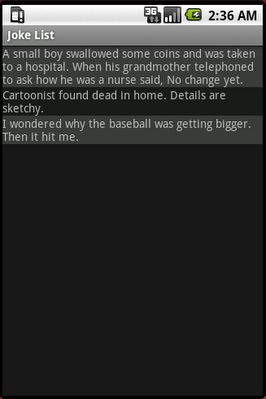 3G
2:36 AM
Joke List
A small boy swallowed some coins and was taken
to a hospital. When his grandmother telephoned
to ask how he was a nurse said, No change yet.
Cartoonist found dead in home. Details are
sketchy.
I wondered why the baseball was getting bigger.
Then it hit me.